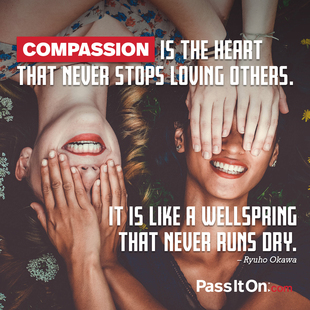 COMPASSION IS THE HEART
THAT NEVER STOPS LOVING OTHERS.
IT IS LIKE A WELLSPRING
THAT NEVER RUNS DRY.
– Ryuho Okawa
PassItOn.com